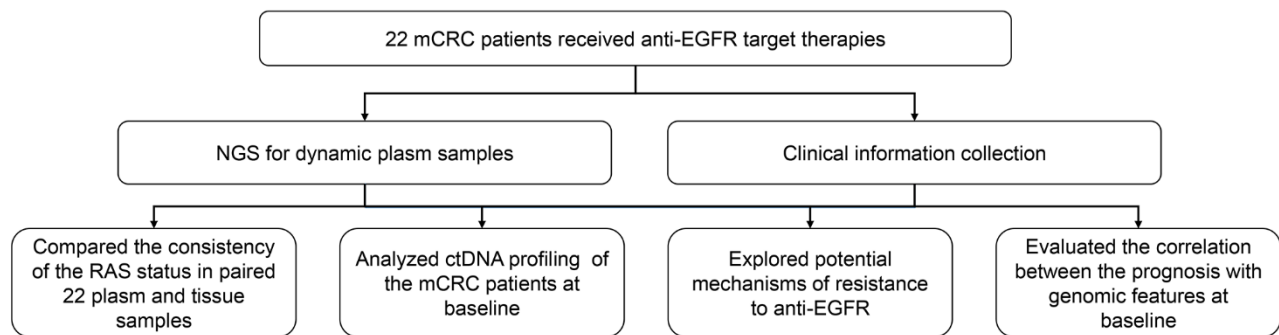 22 mCRC patients received anti-EGFR target therapies
NGS for dynamic plasm samples
Clinical information collection
Compared the consistency
of the RAS status in paired
22 plasm and tissue
samples
Analyzed ctDNA profiling of
the mCRC patients at
baseline
Explored potential
mechanisms of resistance
to anti-EGFR
Evaluated the correlation
between the prognosis with
genomic features at
baseline